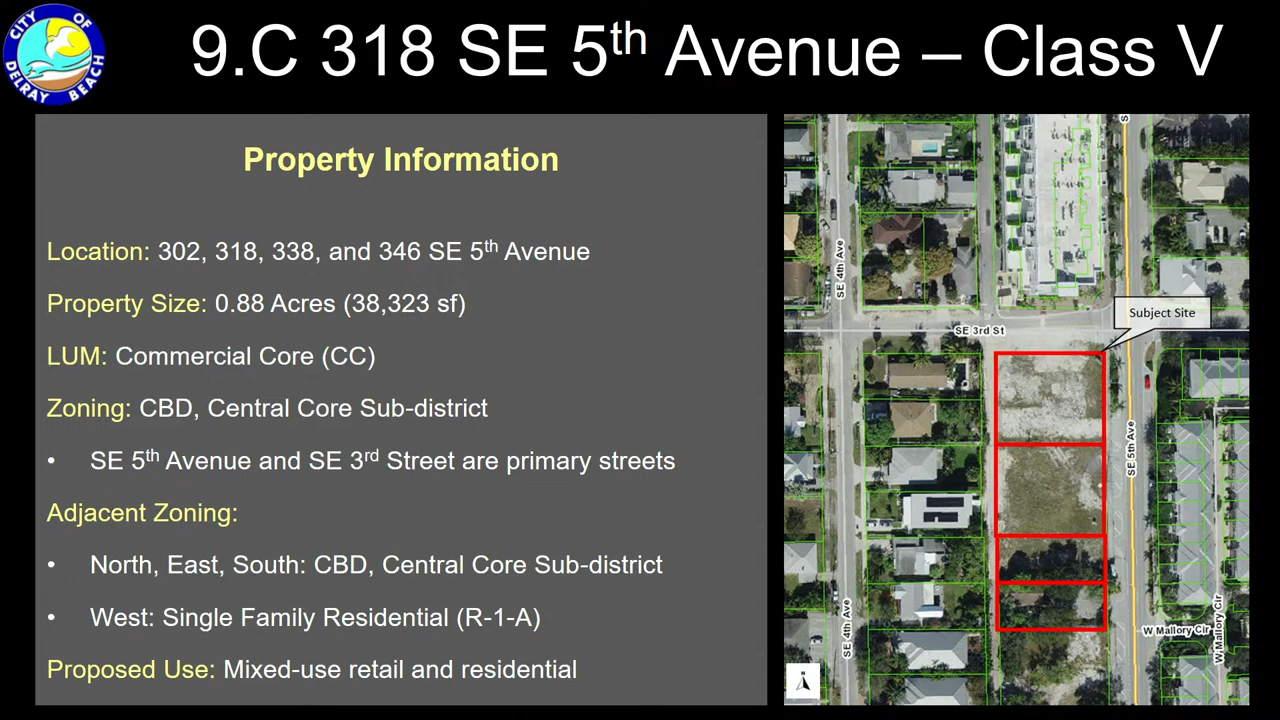 CITY OF
DELRAY BEACH
9.C 318 SE 5th Avenue – Class V
Property Information
Location: 302, 318, 338, and 346 SE 5th Avenue
Property Size: 0.88 Acres (38,323 sf)
LUM: Commercial Core (CC)
Zoning: CBD, Central Core Sub-district
• SE 5th Avenue and SE 3rd Street are primary streets
Adjacent Zoning:
• North, East, South: CBD, Central Core Sub-district
• West: Single Family Residential (R-1-A)
Proposed Use: Mixed-use retail and residential
S
SE 4th Ave
SE 3rd St
Subject Site
SE 5th Ave
SE 4th Ave
W Mallory Cir
W Mallory Cir
N